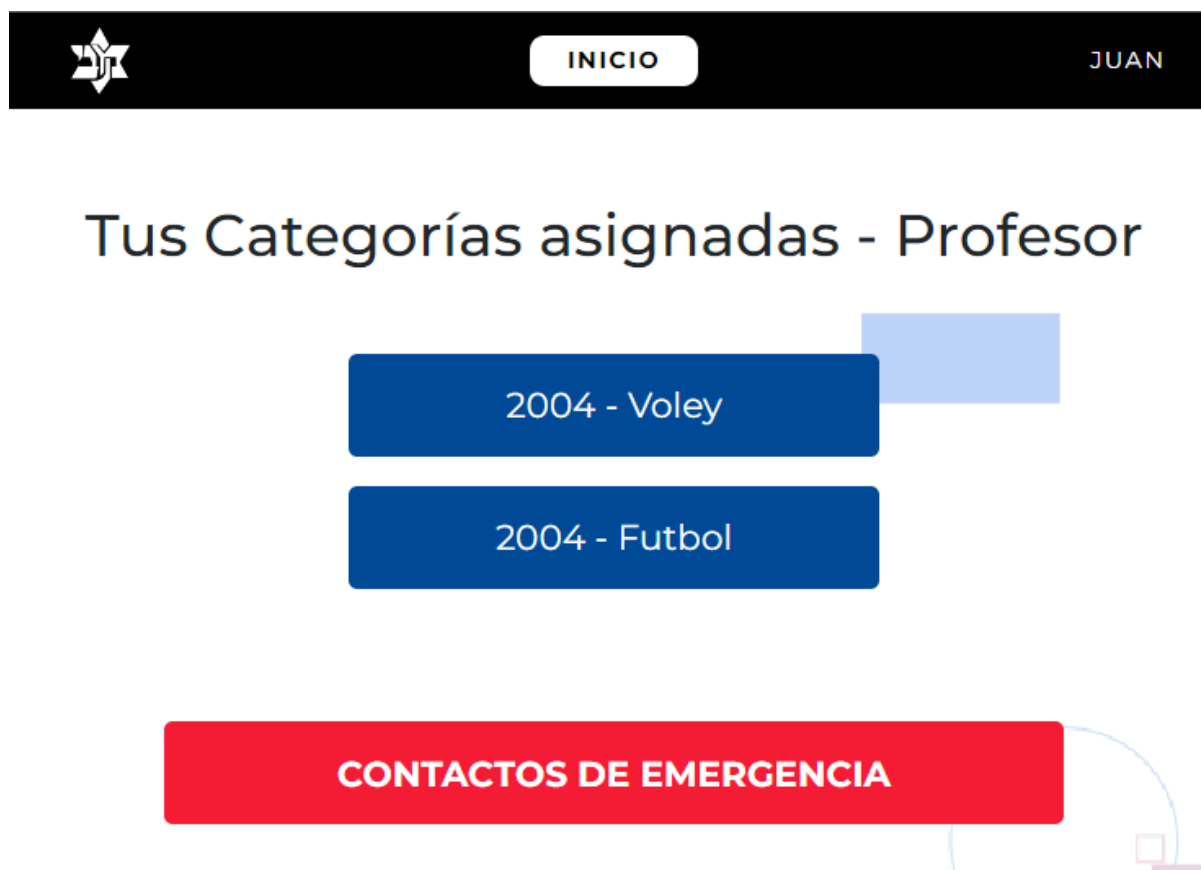 INICIO
JUAN
Tus Categorías asignadas - Profesor
2004 - Voley
2004 - Futbol
CONTACTOS DE EMERGENCIA